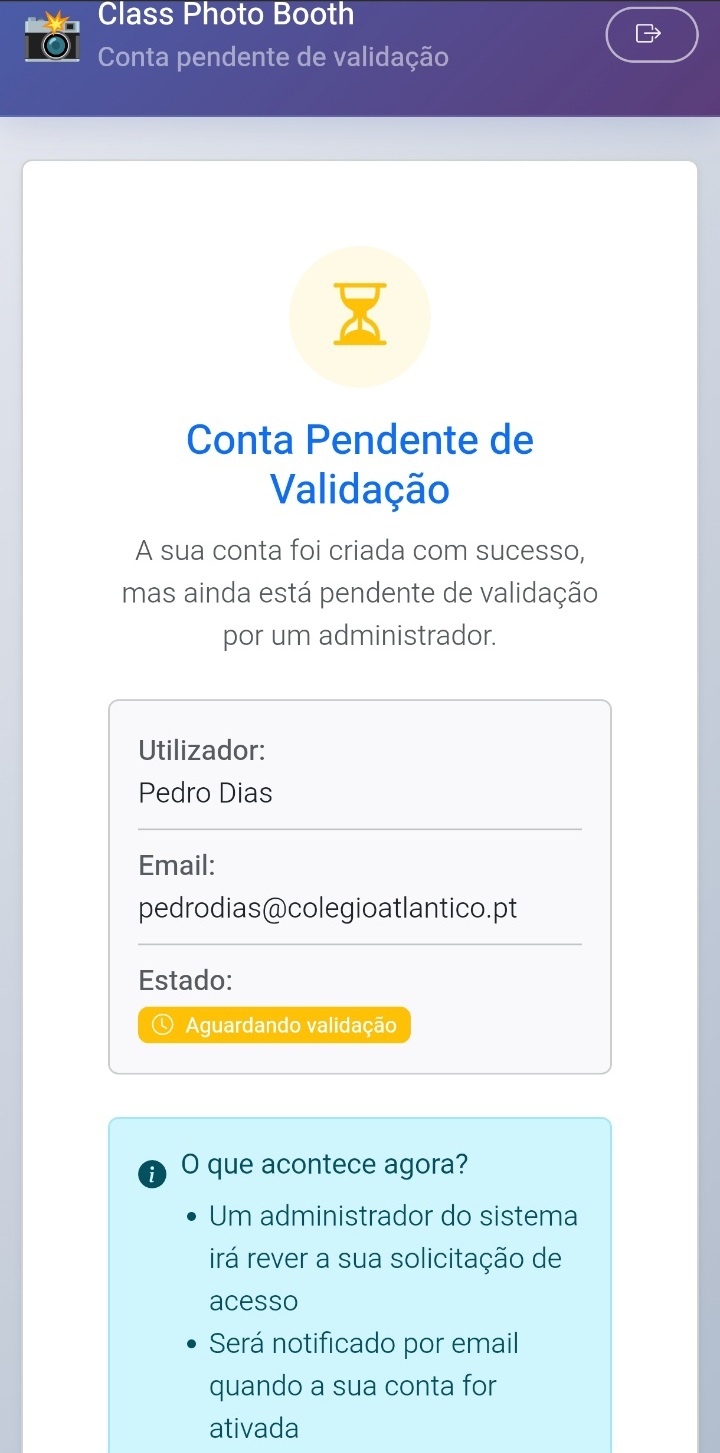 Class Photo Booth
Conta pendente de validação
Conta Pendente de
Validação
A sua conta foi criada com sucesso,
mas ainda está pendente de validação
por um administrador.
Utilizador:
Pedro Dias
Email:
pedrodias@colegioatlantico.pt
Estado:
Aguardando validação
O que acontece agora?
• Um administrador do sistema
irá rever a sua solicitação de
acesso
• Será notificado por email
quando a sua conta for
ativada